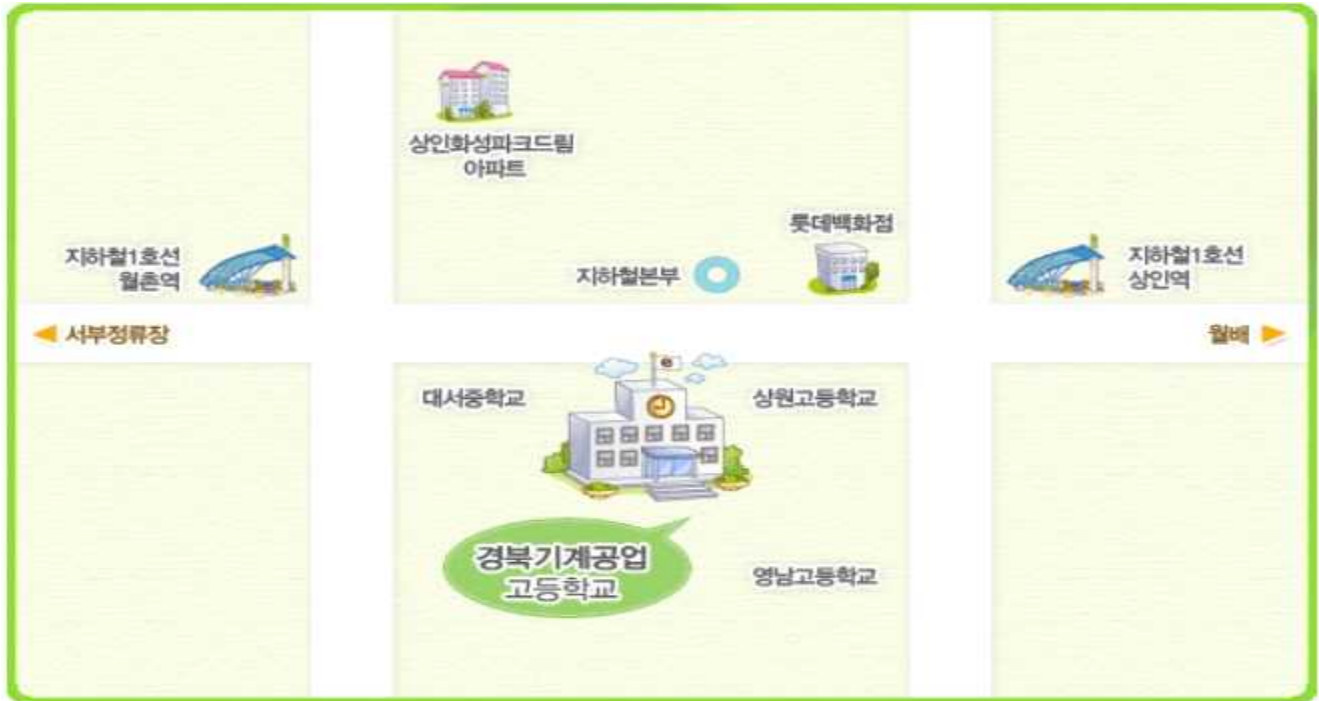 상인화성파크드림
아파트
롯데백화점
지하철1호선
월촌역
지하철본부
지하철1호선
상인역
서부정류장
월배
대서중학교
상원고등학교
경북기계공업
고등학교
영남고등학교